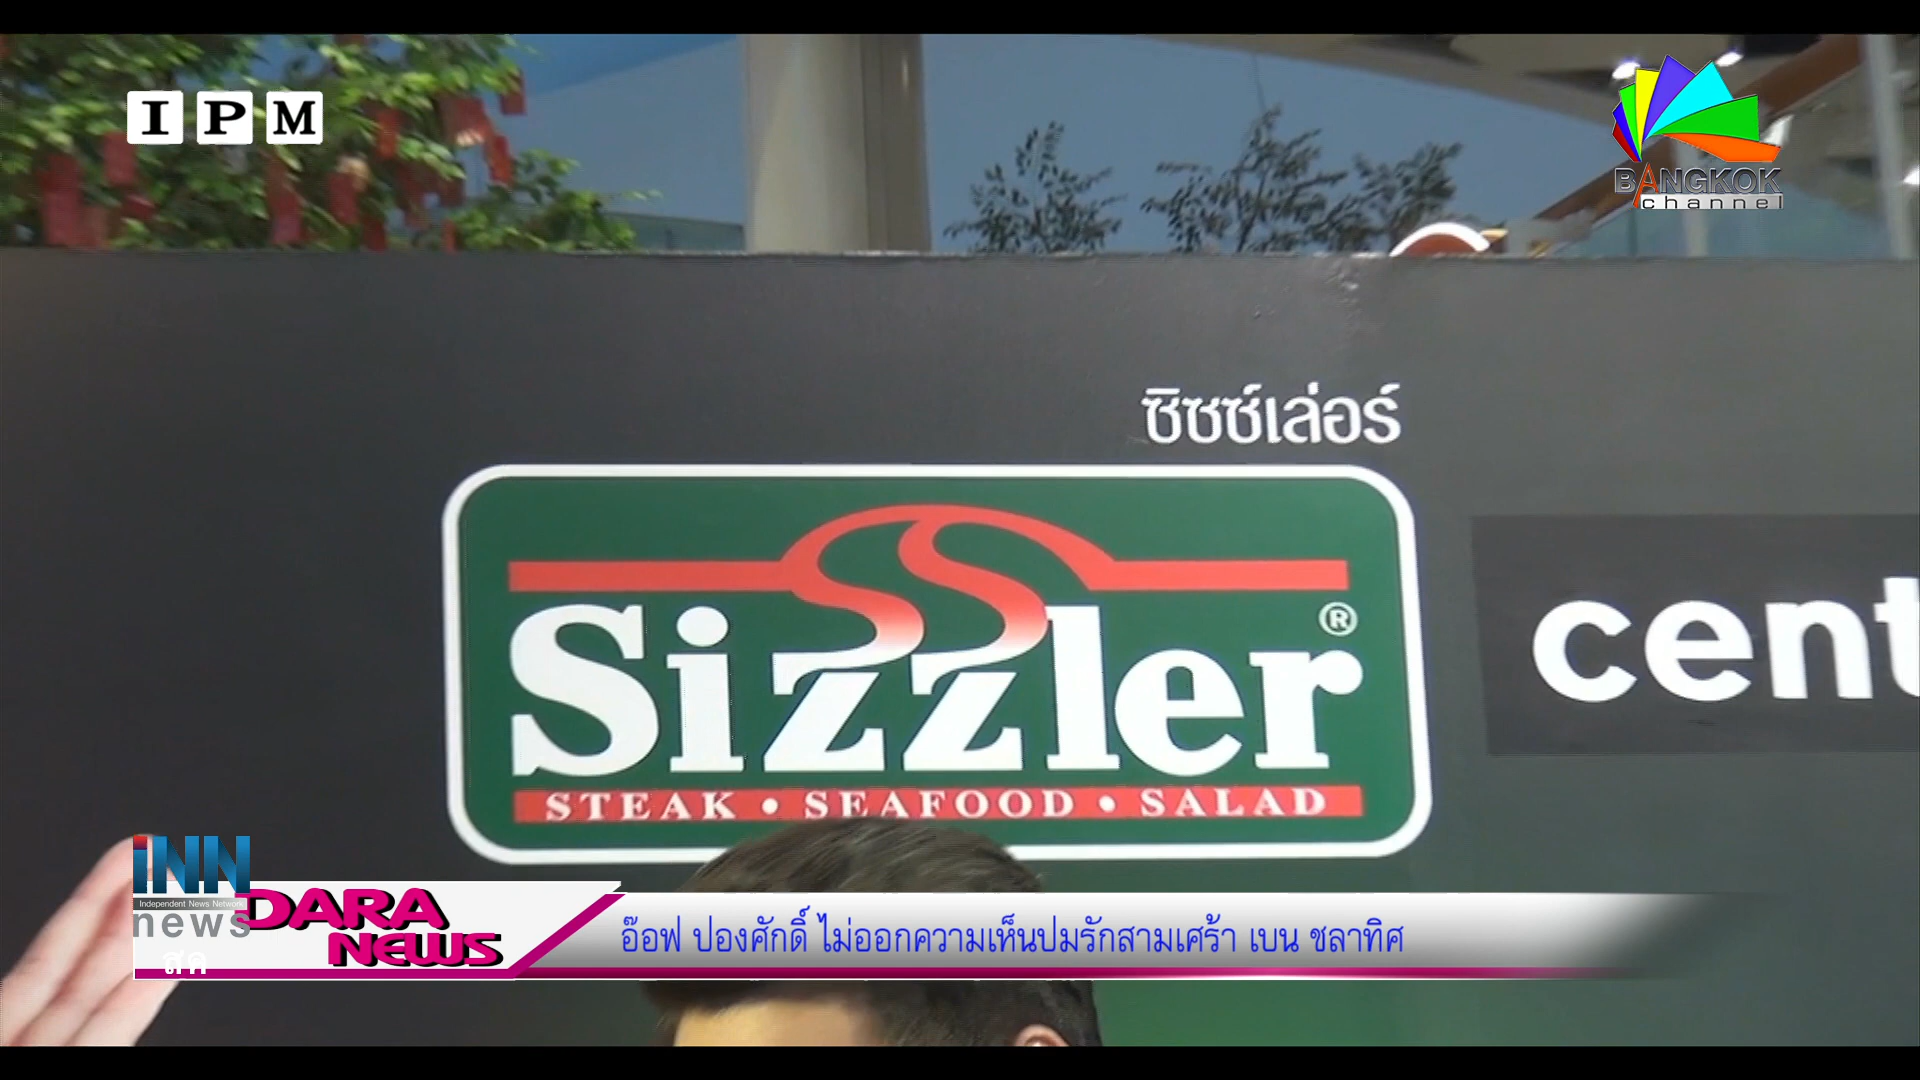 IPM
BANGKOK
channel
ซิซซ์เล่อร์
Sizzler®
STEAK • SEAFOOD • SALAD
cent
iNN
Independent News Network
news
DARA
NEWS
สด
อ๊อฟ ปองศักดิ์ ไม่ออกความเห็นปมรักสามเศร้า เบน ชลาทิศ